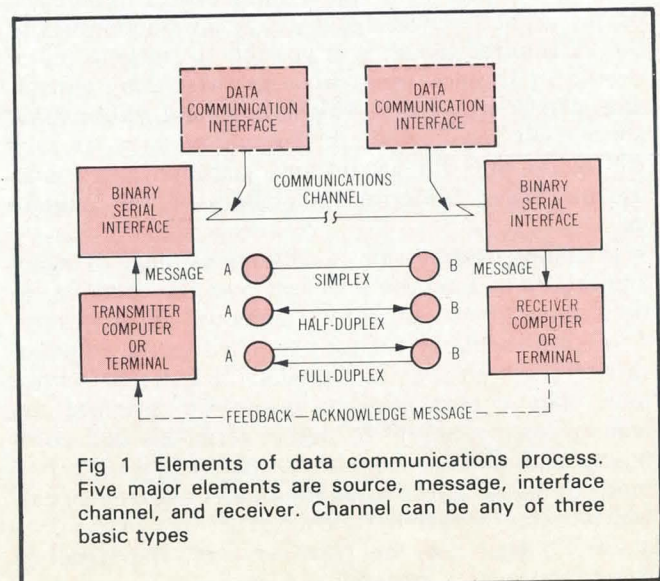 DATA
COMMUNICATION
INTERFACE
DATA
COMMUNICATION
INTERFACE
BINARY
SERIAL
INTERFACE
COMMUNICATIONS
CHANNEL
BINARY
SERIAL
INTERFACE
MESSAGE
A
B
SIMPLEX
MESSAGE
TRANSMITTER
COMPUTER
OR
TERMINAL
A
B
HALF-DUPLEX
A
B
FULL-DUPLEX
RECEIVER
COMPUTER
OR
TERMINAL
FEEDBACK—ACKNOWLEDGE MESSAGE
Fig 1 Elements of data communications process.
Five major elements are source, message, interface
channel, and receiver. Channel can be any of three
basic types